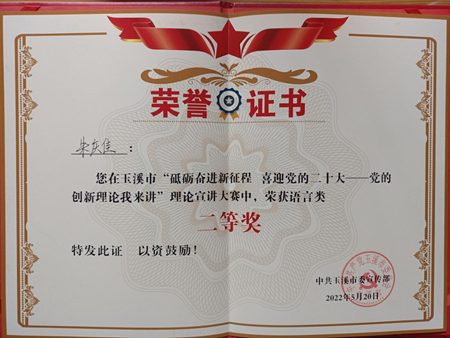 荣誉证书
朱庆佳：
您在玉溪市“砥砺奋进新征程 喜迎党的二十大——党的
创新理论我来讲”理论宣讲大赛中，荣获语言类
二等奖
特发此证 以资鼓励！
中共玉溪市委宣传部
2022年5月20日